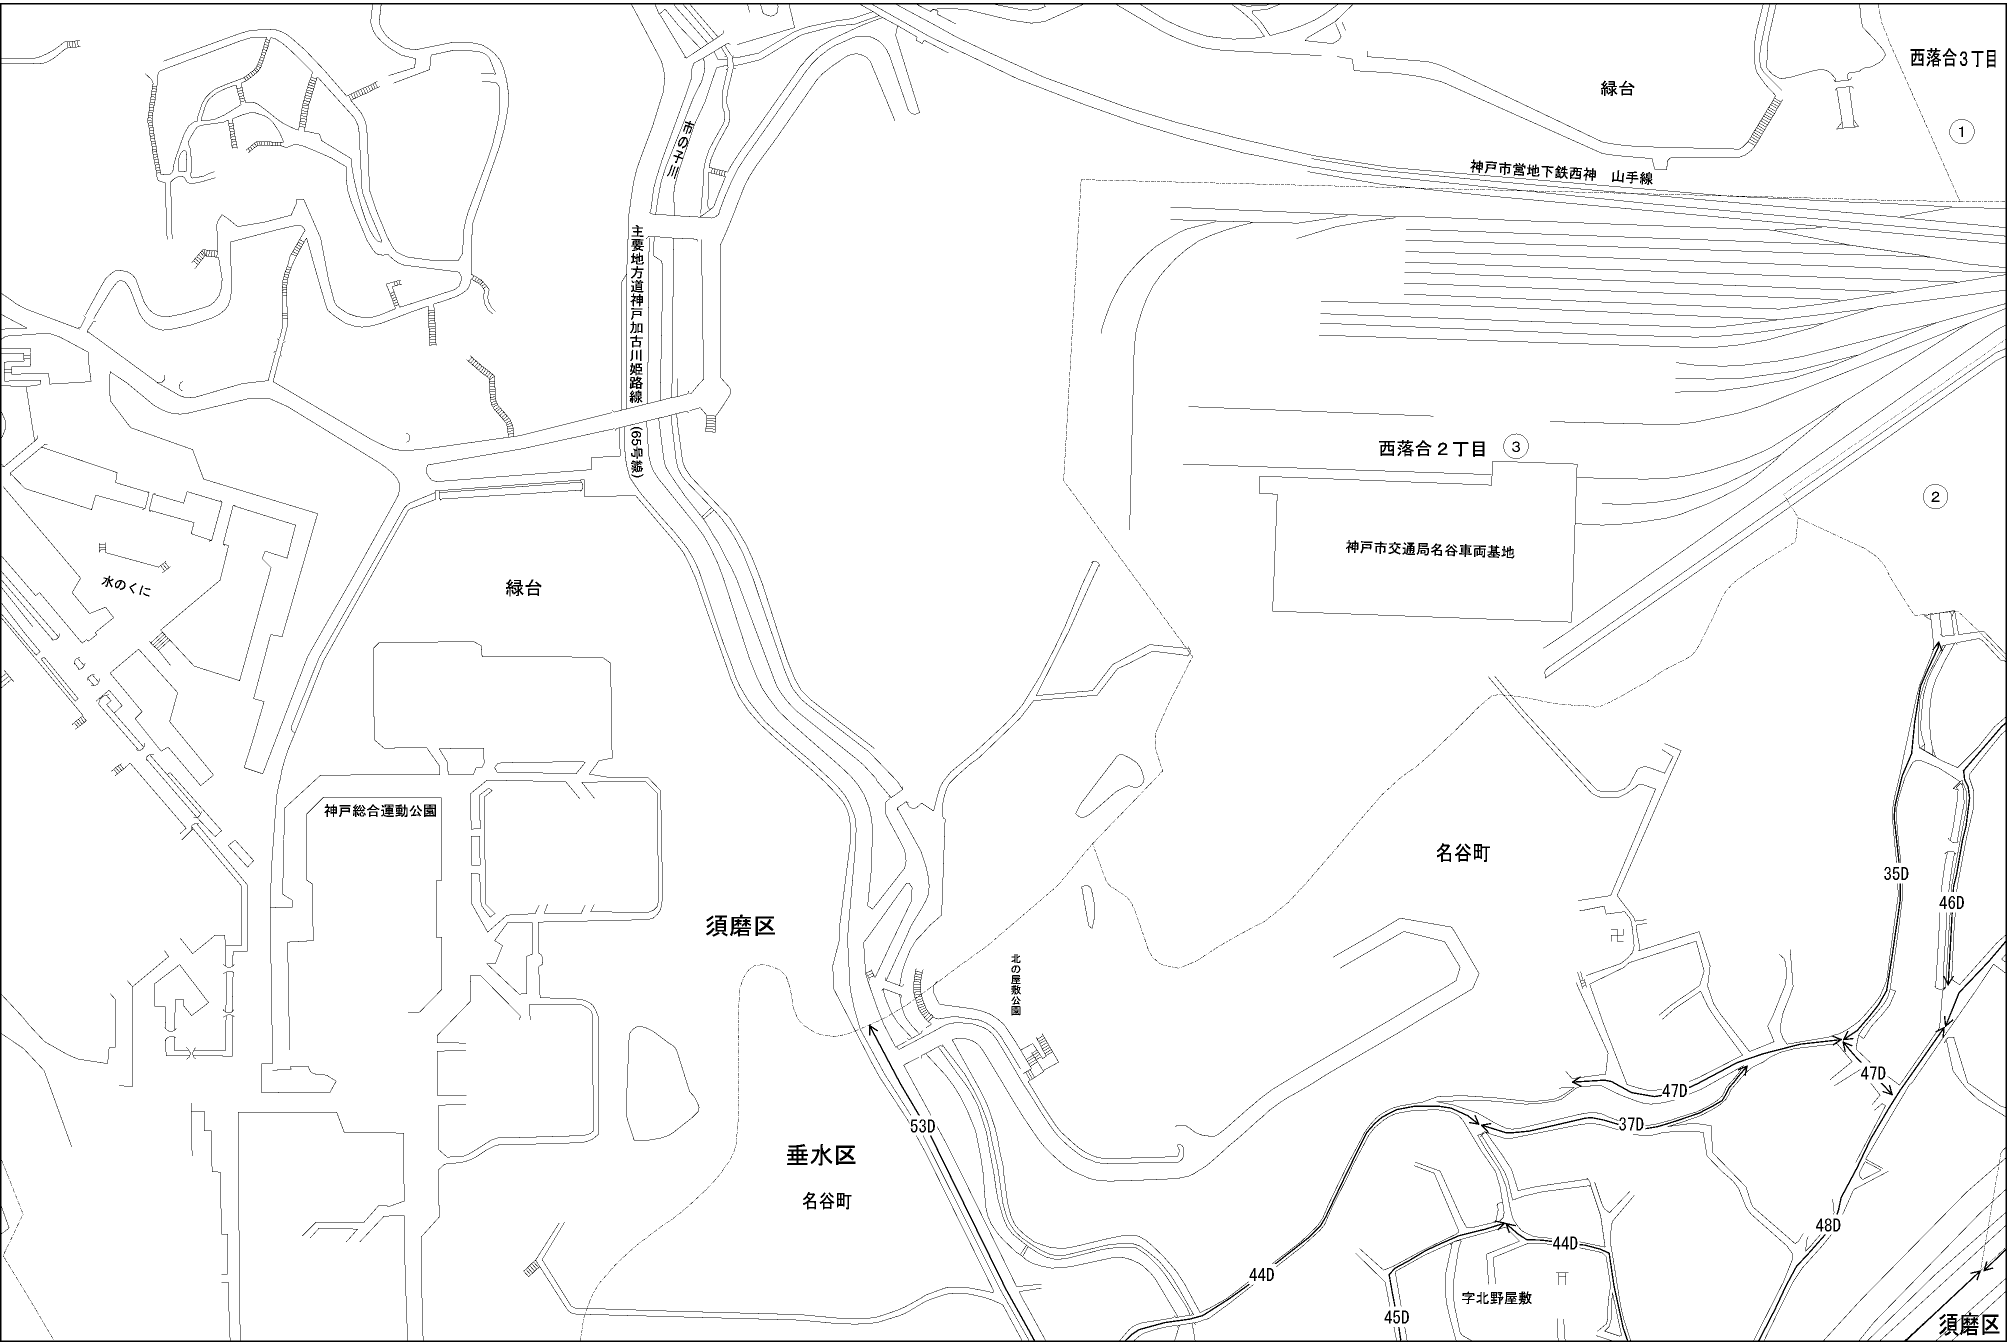 西落合３丁目
緑台
①
神戸市営地下鉄西神 山手線
主要地方道神戸加古川姫路線 (65号線)
西落合２丁目 ③
②
神戸市交通局名谷車両基地
水のくに
緑台
神戸総合運動公園
名谷町
35D
46D
須磨区
卍
北の屋敷公園
47D
47D
53D
37D
垂水区
名谷町
48D
44D
44D
字北野屋敷
45D
須磨区